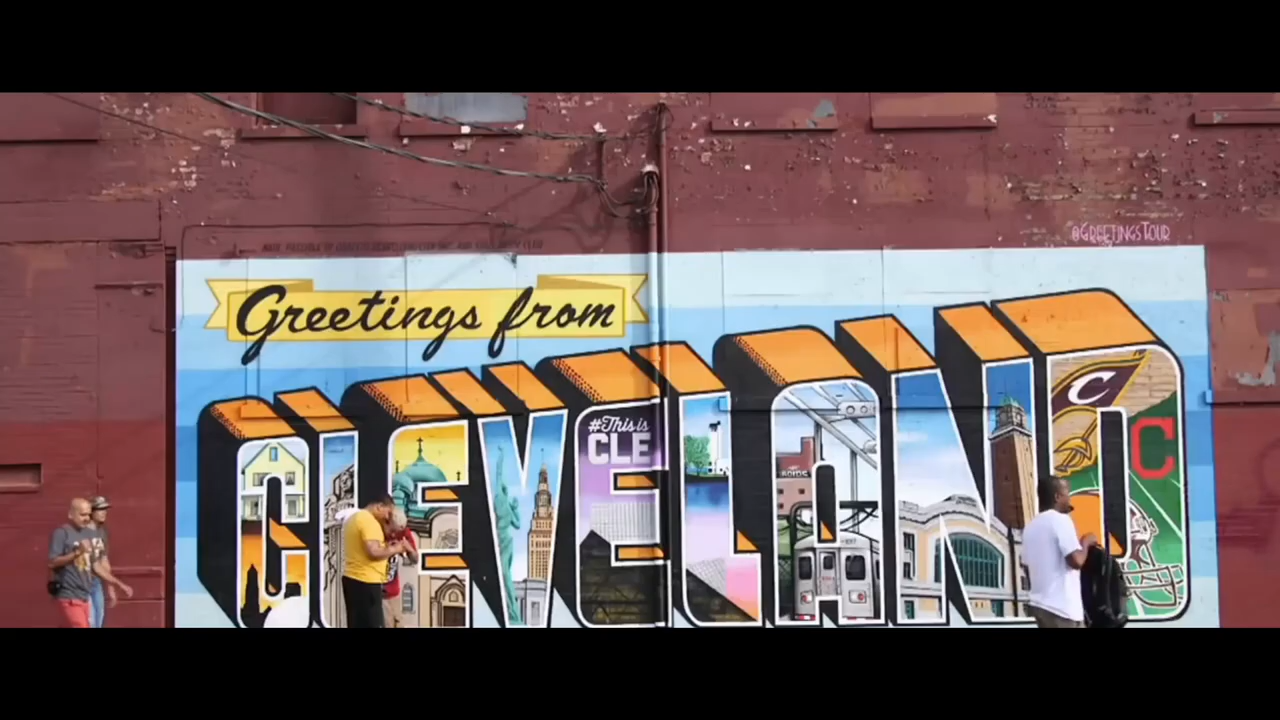 @GREETINGSTOUR
Greetings from
CLEVELAND
#This is
CLE
C
C